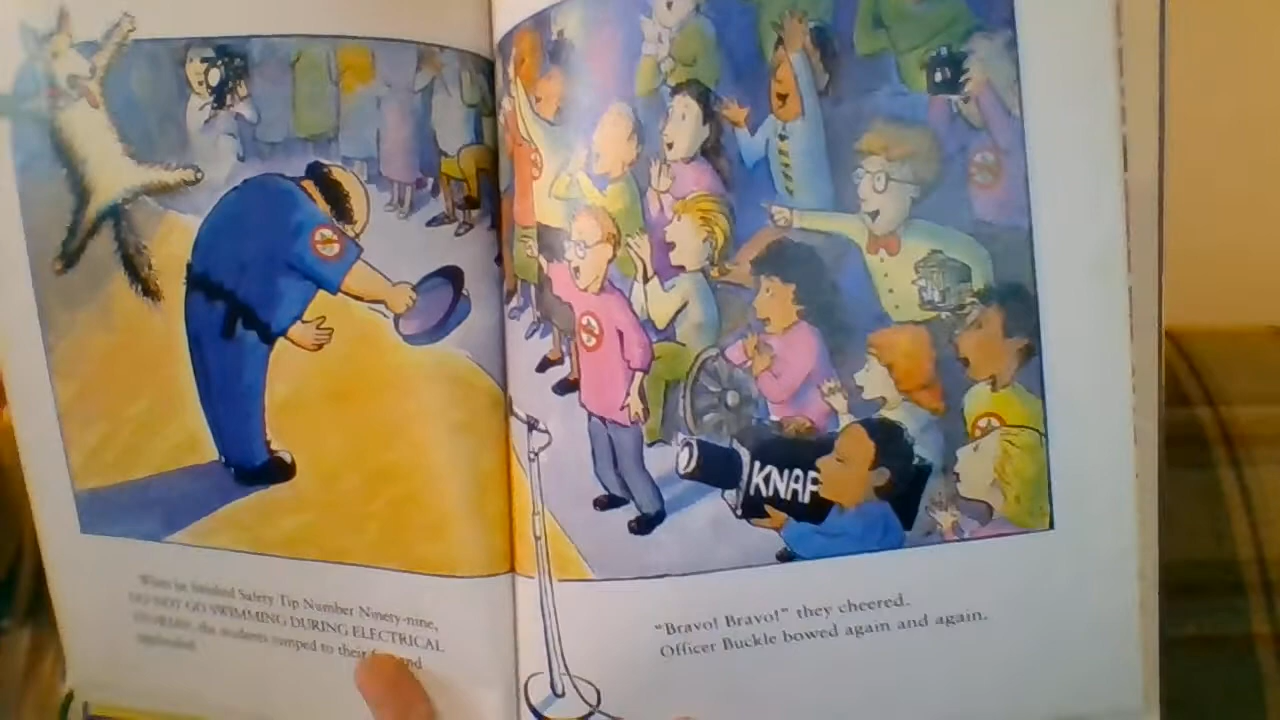 KNAP
When he finished Safety Tip Number Ninety-nine,
DO NOT GO SWIMMING DURING ELECTRICAL
STORMS, the students jumped to their and
applauded.
"Bravo! Bravo!" they cheered.
Officer Buckle bowed again and again.